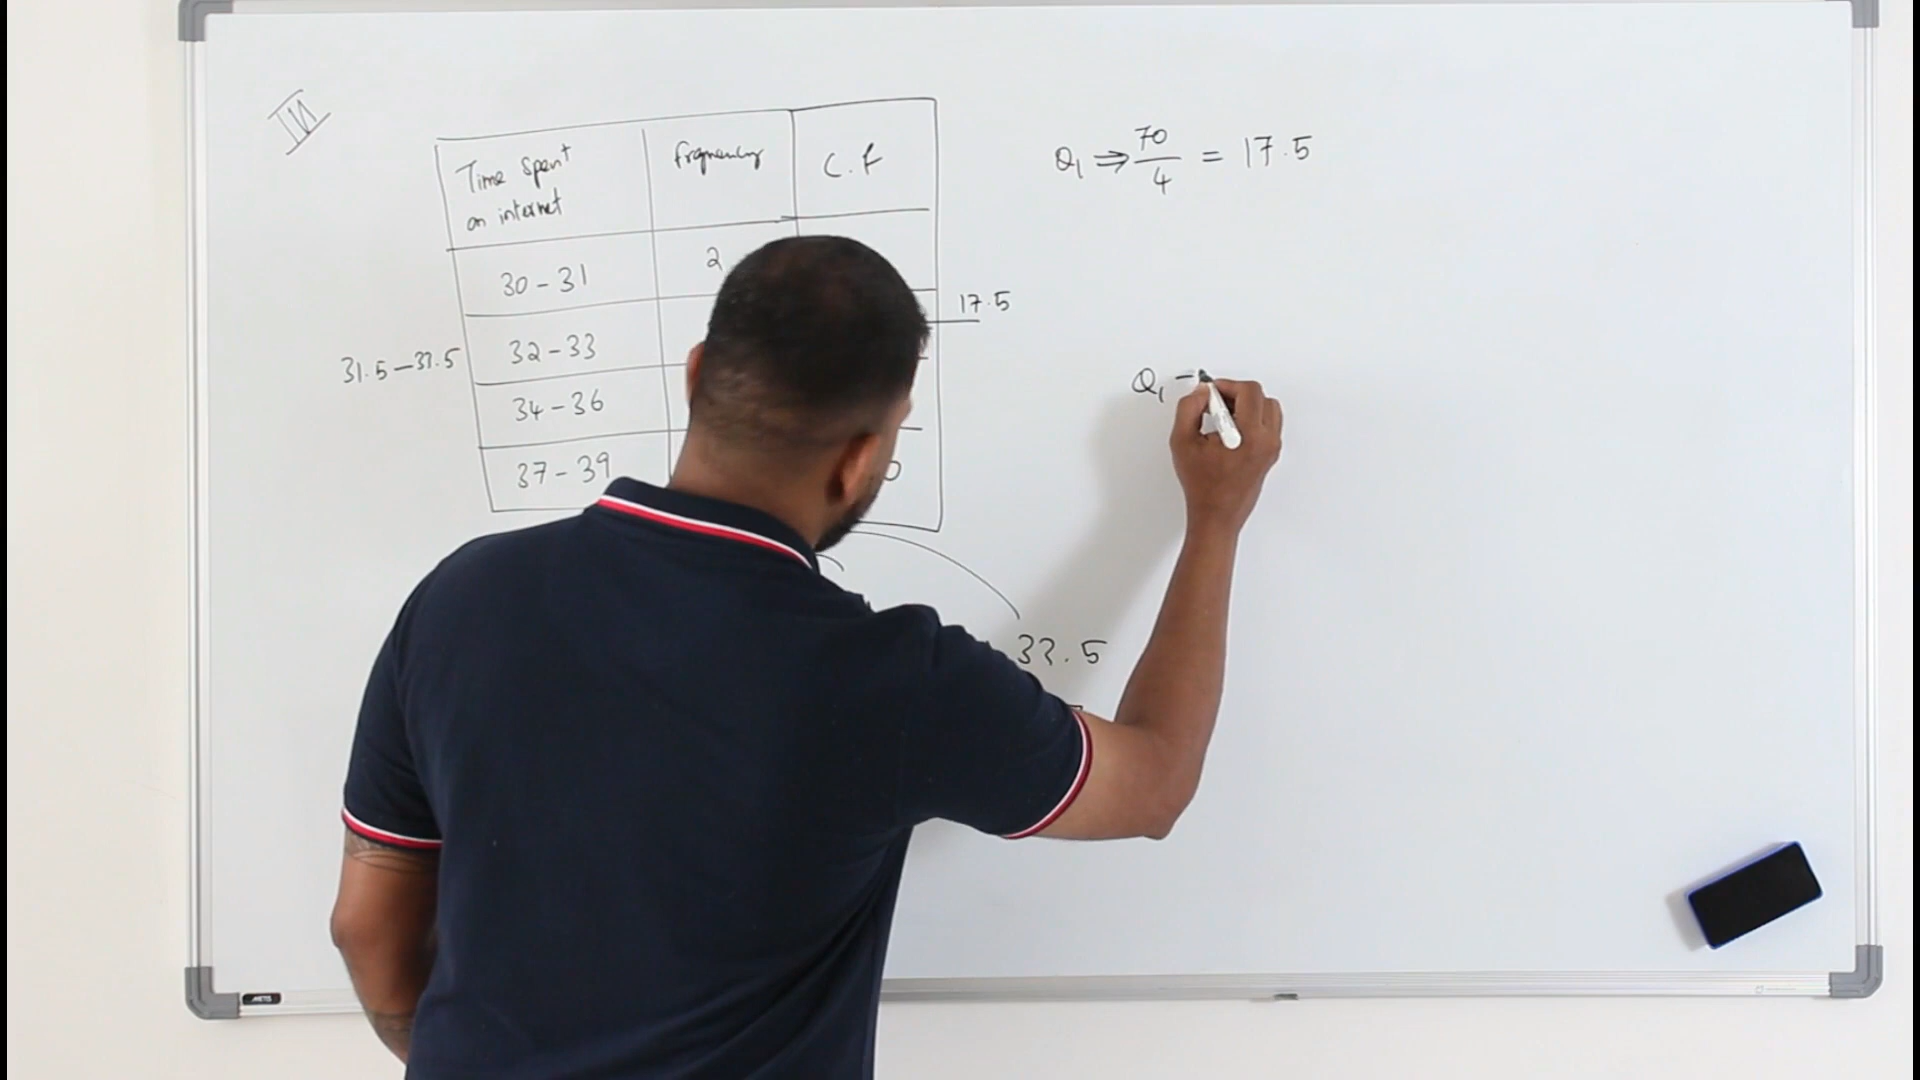 Time spent
on internet
frequency
C.F
30 - 31
2
32 - 33
34 - 36
37 - 39
31.5 - 33.5
17.5
Q₁ ⇒ 70/4 = 17.5
Q₁ -
33.5
METIS